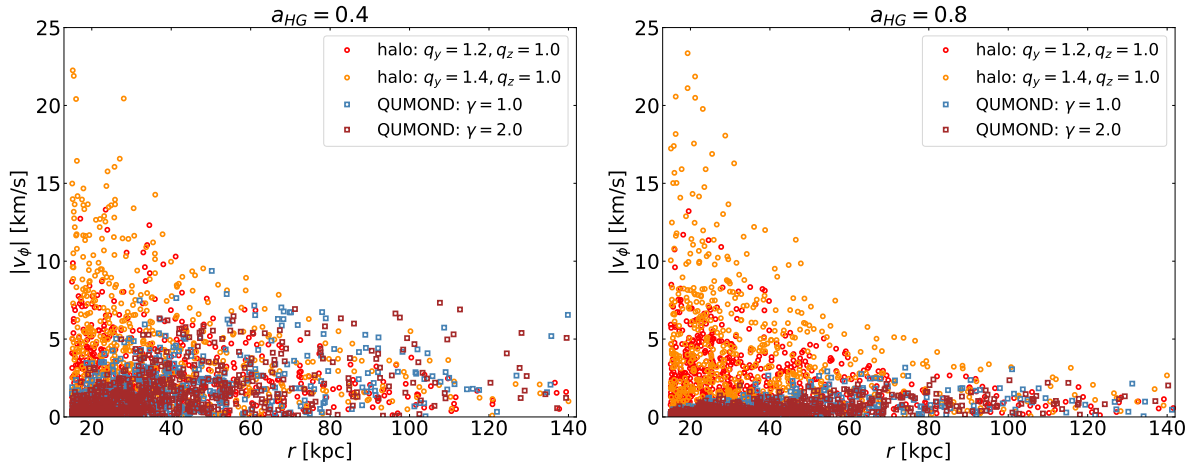 a_{HG} = 0.4
25
20
15
10
5
0
|v_ϕ| [km/s]
halo: q_y = 1.2, q_z = 1.0
halo: q_y = 1.4, q_z = 1.0
QUMOND: γ = 1.0
QUMOND: γ = 2.0
20 40 60 80 100 120 140
r [kpc]
a_{HG} = 0.8
25
20
15
10
5
0
|v_ϕ| [km/s]
halo: q_y = 1.2, q_z = 1.0
halo: q_y = 1.4, q_z = 1.0
QUMOND: γ = 1.0
QUMOND: γ = 2.0
20 40 60 80 100 120 140
r [kpc]